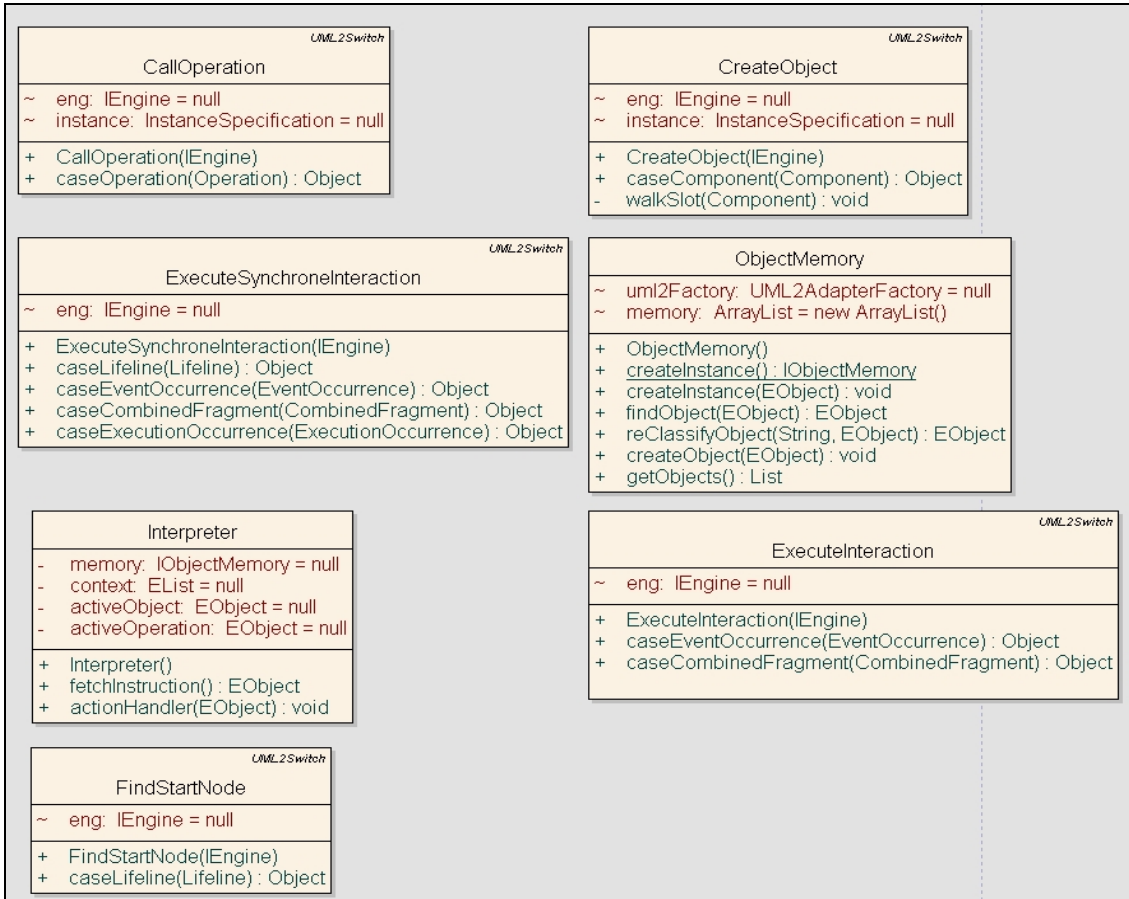 UML2Switch
CallOperation
~ eng: IEngine = null
~ instance: InstanceSpecification = null
+ CallOperation(IEngine)
+ caseOperation(Operation) : Object
UML2Switch
CreateObject
~ eng: IEngine = null
~ instance: InstanceSpecification = null
+ CreateObject(IEngine)
+ caseComponent(Component) : Object
- walkSlot(Component) : void
UML2Switch
ExecuteSynchroneInteraction
~ eng: IEngine = null
+ ExecuteSynchroneInteraction(IEngine)
+ caseLifeline(Lifeline) : Object
+ caseEventOccurrence(EventOccurrence) : Object
+ caseCombinedFragment(CombinedFragment) : Object
+ caseExecutionOccurrence(ExecutionOccurrence) : Object
ObjectMemory
~ uml2Factory: UML2AdapterFactory = null
~ memory: ArrayList = new ArrayList()
+ ObjectMemory()
+ createInstance() : IObjectMemory
+ createInstance(EObject) : void
+ findObject(EObject) : EObject
+ reClassifyObject(String, EObject) : EObject
+ createObject(EObject) : void
+ getObjects() : List
Interpreter
- memory: IObjectMemory = null
- context: EList = null
- activeObject: EObject = null
- activeOperation: EObject = null
+ Interpreter()
+ fetchInstruction() : EObject
+ actionHandler(EObject) : void
UML2Switch
ExecuteInteraction
~ eng: IEngine = null
+ ExecuteInteraction(IEngine)
+ caseEventOccurrence(EventOccurrence) : Object
+ caseCombinedFragment(CombinedFragment) : Object
UML2Switch
FindStartNode
~ eng: IEngine = null
+ FindStartNode(IEngine)
+ caseLifeline(Lifeline) : Object